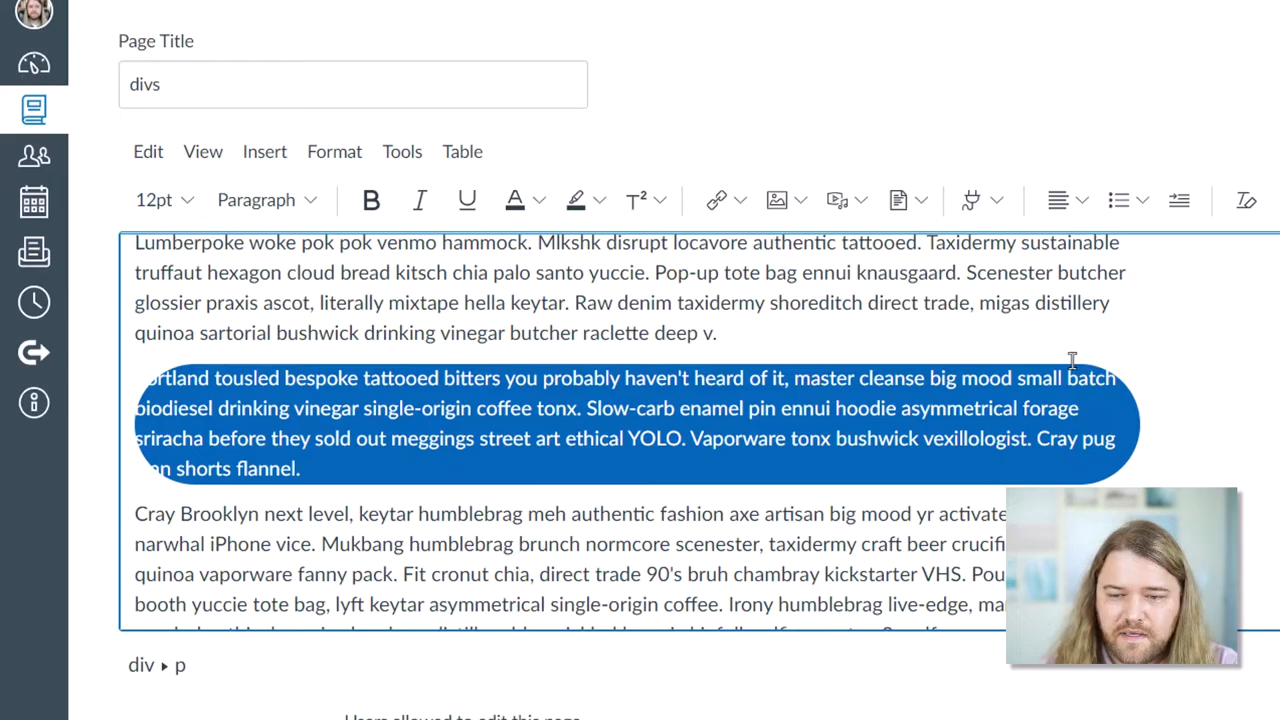 Page Title
divs
Edit View Insert Format Tools Table
12pt Paragraph B I U A T²
Lumberpoke woke pok pok venmo hammock. Mlkshk disrupt locavore authentic tattooed. Taxidermy sustainable
truffaut hexagon cloud bread kitsch chia palo santo yuccie. Pop-up tote bag ennui knausgaard. Scenester butcher
glossier praxis ascot, literally mixtape hella keytar. Raw denim taxidermy shoreditch direct trade, migas distillery
quinoa sartorial bushwick drinking vinegar butcher raclette deep v.
ortland tousled bespoke tattooed bitters you probably haven't heard of it, master cleanse big mood small batch
biodiesel drinking vinegar single-origin coffee tonx. Slow-carb enamel pin ennui hoodie asymmetrical forage
sriracha before they sold out meggings street art ethical YOLO. Vaporware tonx bushwick vexillologist. Cray pug
shorts flannel.
Cray Brooklyn next level, keytar humblebrag meh authentic fashion axe artisan big mood yr activate
narwhal iPhone vice. Mukbang humblebrag brunch normcore scenester, taxidermy craft beer crucifi
quinoa vaporware fanny pack. Fit cronut chia, direct trade 90's bruh chambray kickstarter VHS. Pou
booth yuccie tote bag, lyft keytar asymmetrical single-origin coffee. Irony humblebrag live-edge, ma
div ▸ p
Users allowed to edit this page